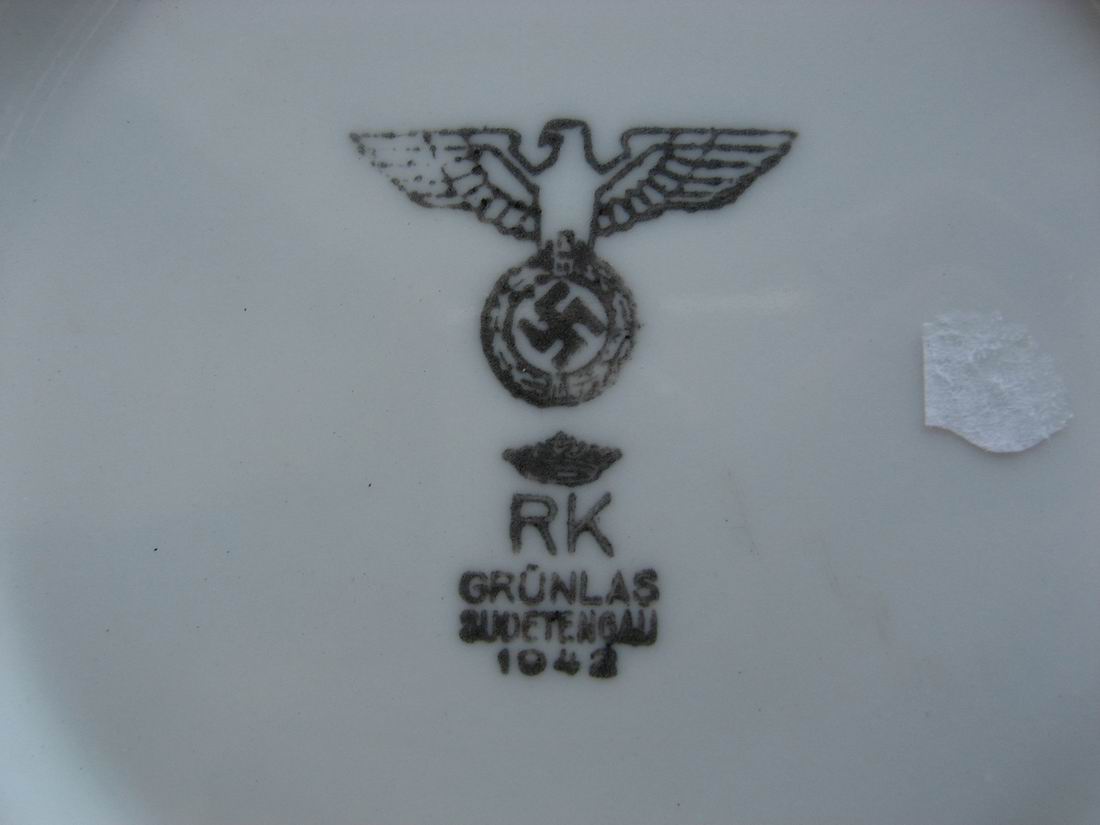 RK
GRÜNLAS
SUDETENGAU
1942